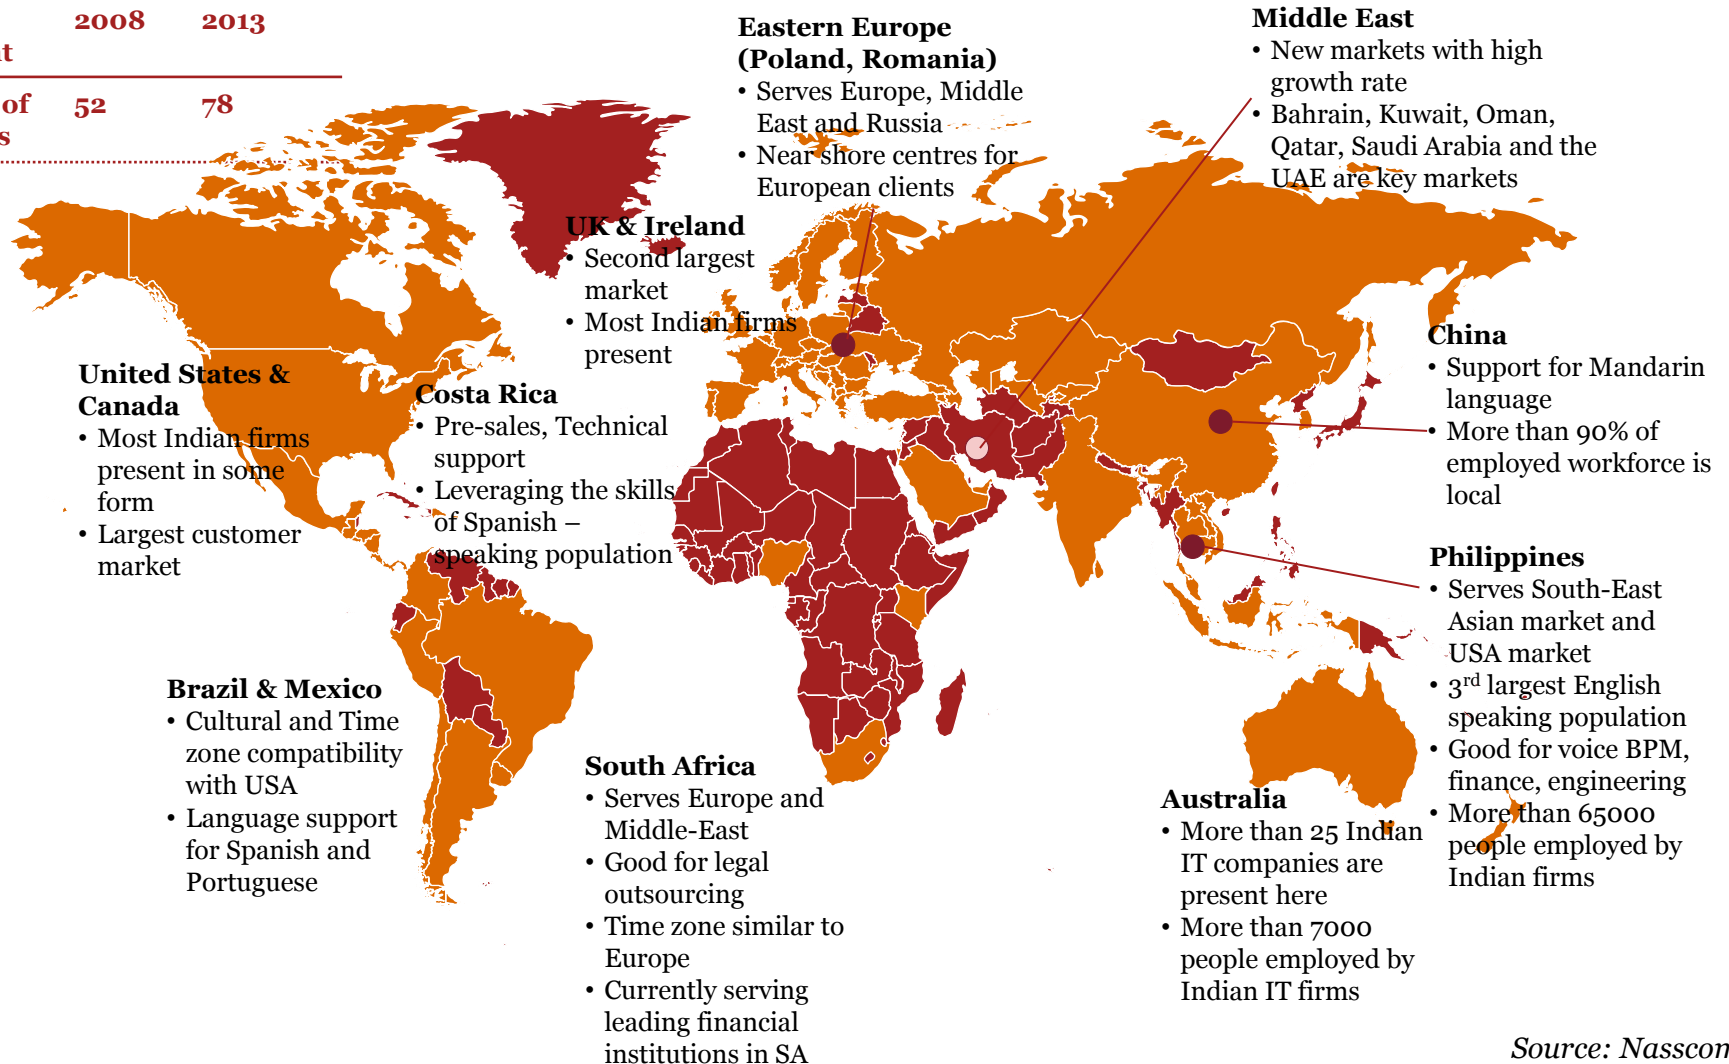 2008 2013
of 52 78
Eastern Europe
(Poland, Romania)
• Serves Europe, Middle
East and Russia
• Near shore centres for
European clients
Middle East
• New markets with high
growth rate
• Bahrain, Kuwait, Oman,
Qatar, Saudi Arabia and the
UAE are key markets
UK & Ireland
• Second largest
market
• Most Indian firms
present
United States &
Canada
• Most Indian firms
present in some
form
• Largest customer
market
Costa Rica
• Pre-sales, Technical
support
• Leveraging the skills
of Spanish –
speaking population
China
• Support for Mandarin
language
• More than 90% of
employed workforce is
local
Philippines
• Serves South-East
Asian market and
USA market
• 3rd largest English
speaking population
• Good for voice BPM,
finance, engineering
• More than 65000
people employed by
Indian firms
Brazil & Mexico
• Cultural and Time
zone compatibility
with USA
• Language support
for Spanish and
Portuguese
South Africa
• Serves Europe and
Middle-East
• Good for legal
outsourcing
• Time zone similar to
Europe
• Currently serving
leading financial
institutions in SA
Australia
• More than 25 Indian
IT companies are
present here
• More than 7000
people employed by
Indian IT firms
Source: Nasscom